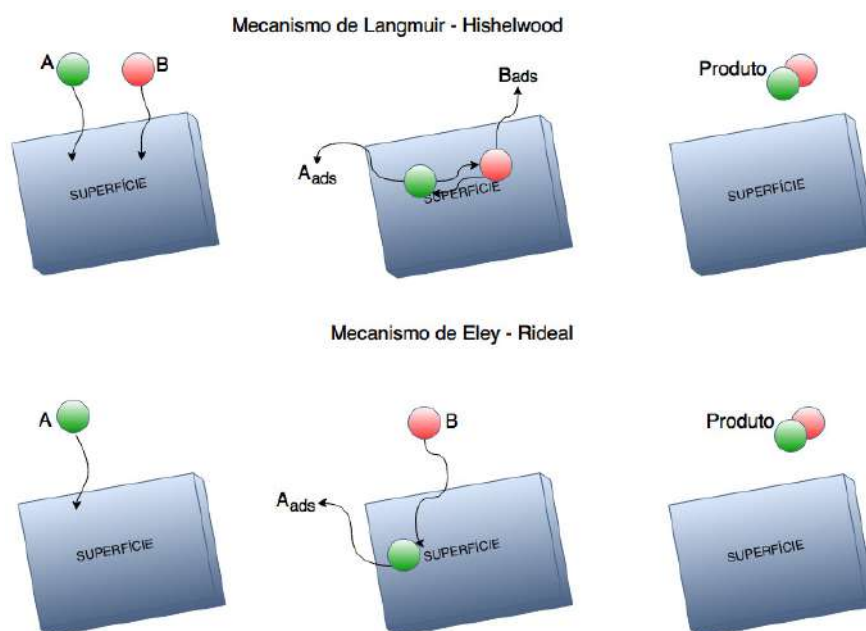 Mecanismo de Langmuir - Hishelwood
A
B
SUPERFÍCIE
Aads
Bads
SUPERFÍCIE
Produto
SUPERFÍCIE
Mecanismo de Eley - Rideal
A
SUPERFÍCIE
B
Aads
SUPERFÍCIE
Produto
SUPERFÍCIE